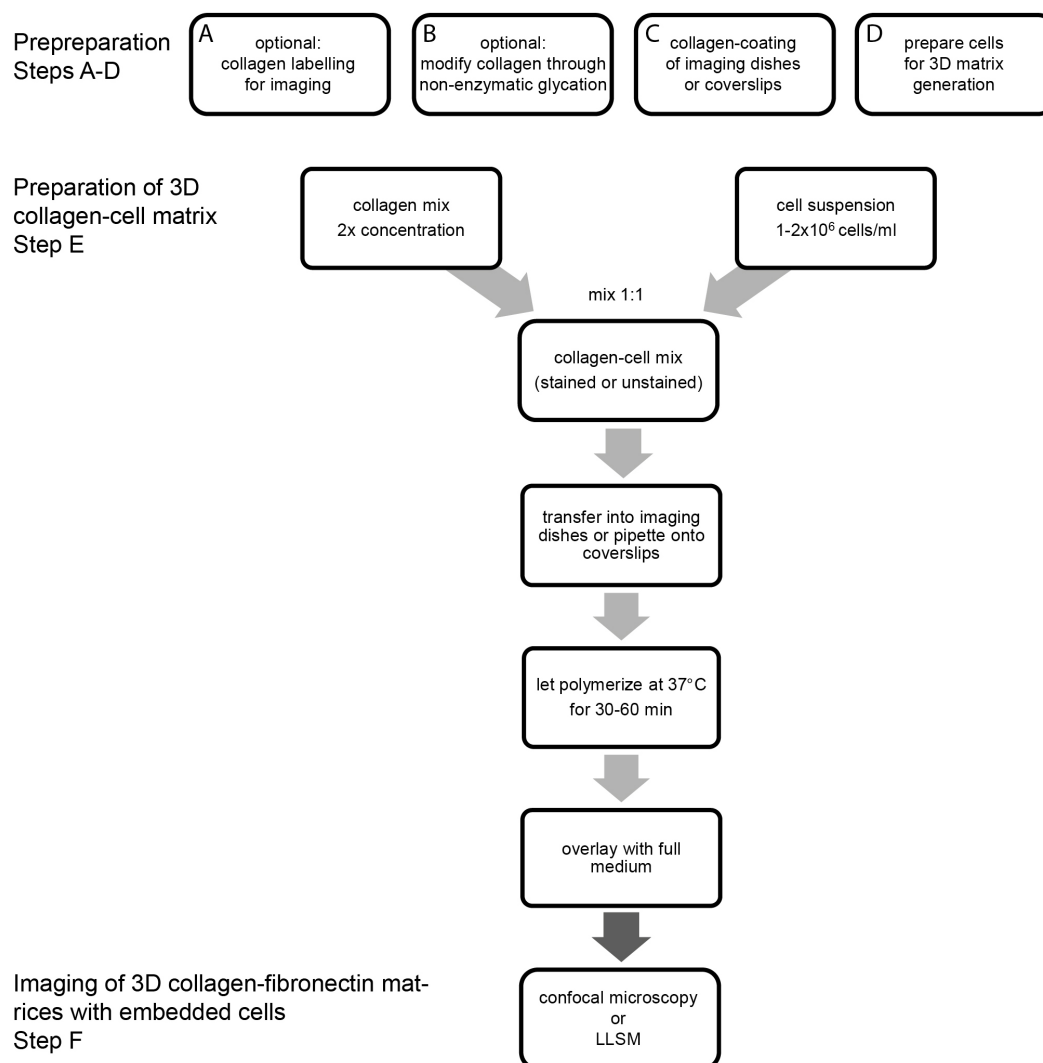 Prepreparation
Steps A-D
A
optional:
collagen labelling
for imaging
B
optional:
modify collagen through
non-enzymatic glycation
C
collagen-coating
of imaging dishes
or coverslips
D
prepare cells
for 3D matrix
generation
Preparation of 3D
collagen-cell matrix
Step E
collagen mix
2x concentration
cell suspension
1-2x10⁶ cells/ml
mix 1:1
collagen-cell mix
(stained or unstained)
transfer into imaging
dishes or pipette onto
coverslips
let polymerize at 37°C
for 30-60 min
overlay with full
medium
Imaging of 3D collagen-fibronectin mat-
rices with embedded cells
Step F
confocal microscopy
or
LLSM